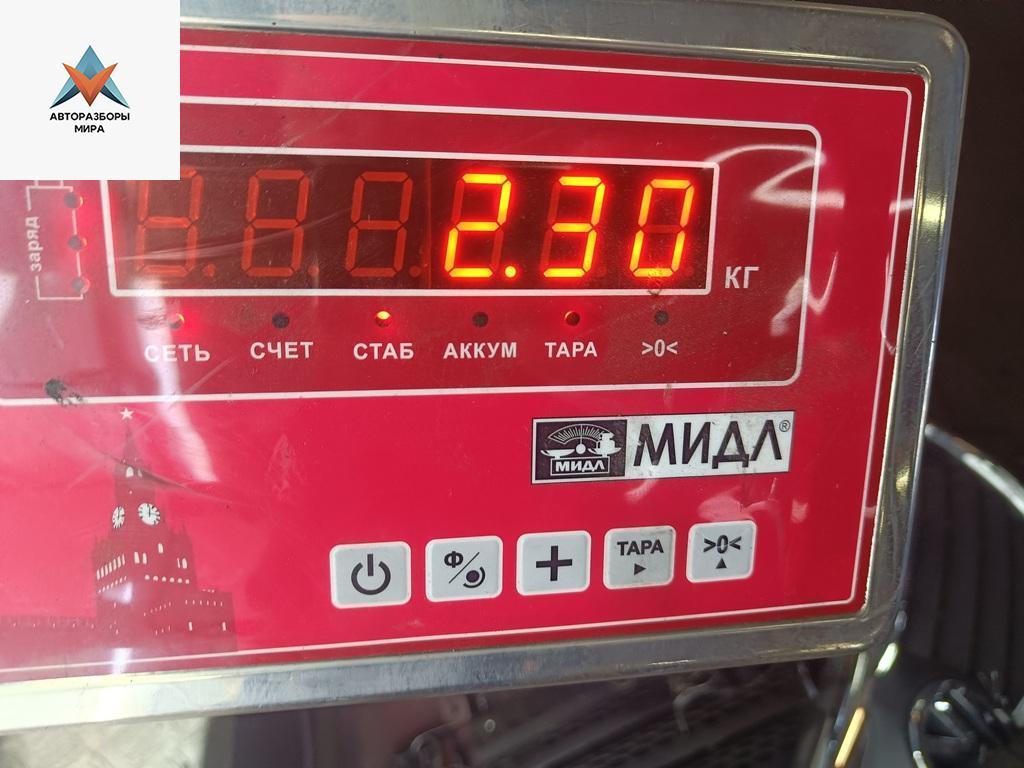 АВТОРАЗБОРЫ
МИРА
заряд
2.30
КГ
СЕТЬ СЧЕТ СТАБ АККУМ ТАРА >0<
МИДЛ МИДЛ®
Ф/ + ТАРА >0<